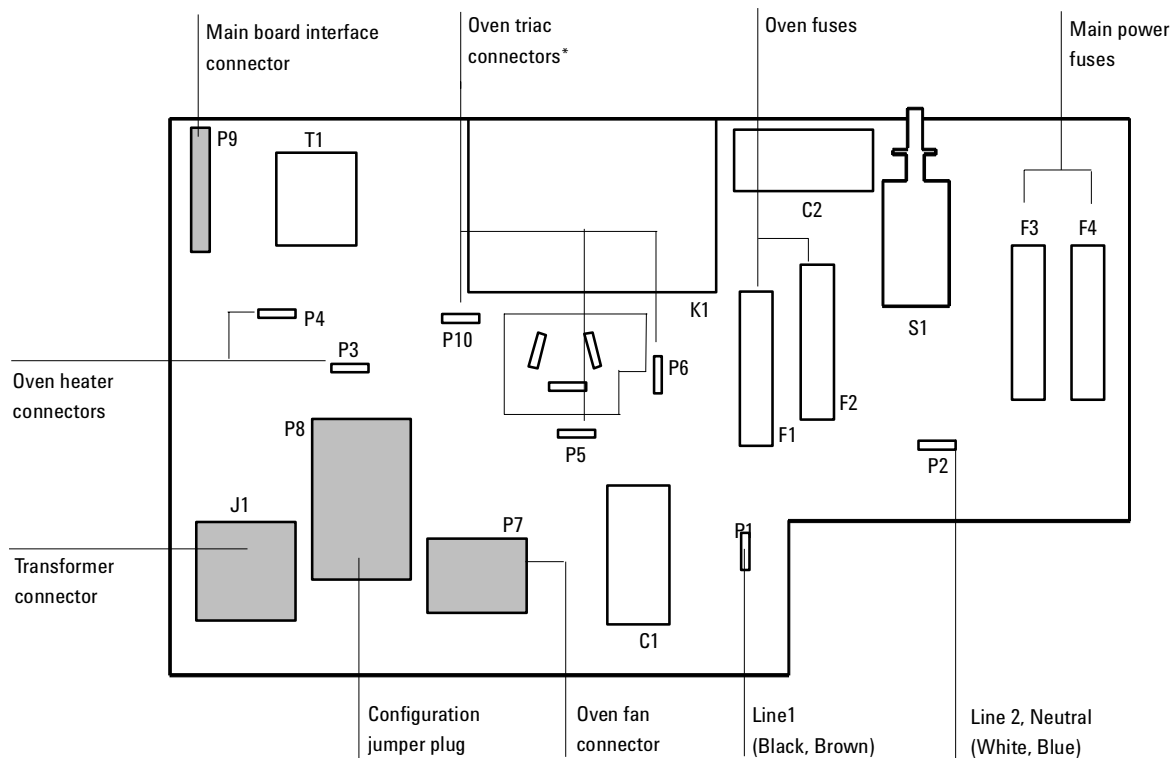 Main board interface
connector
Oven triac
connectors*
Oven fuses
Main power
fuses
P9
T1
C2
F3
F4
K1
S1
P4
P10
P3
P6
Oven heater
connectors
F2
F1
P8
P5
P2
J1
P7
P1
Transformer
connector
C1
Configuration
jumper plug
Oven fan
connector
Line1
(Black, Brown)
Line 2, Neutral
(White, Blue)